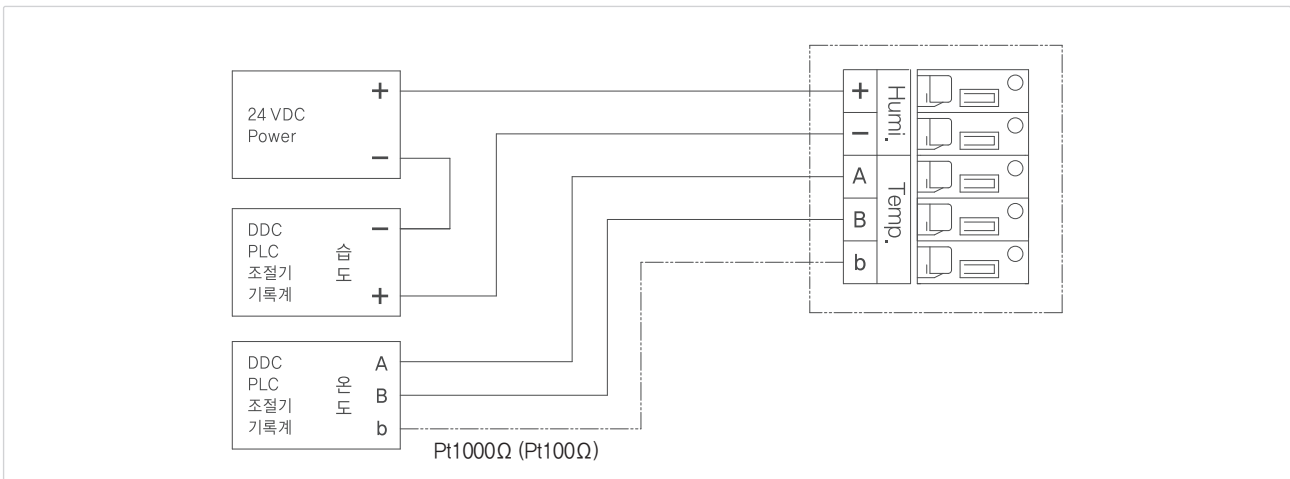 24 VDC
Power
+
−
DDC
PLC
조절기
기록계
습도
−
+
DDC
PLC
조절기
기록계
온도
A
B
b
Pt1000Ω (Pt100Ω)
+
−
A
B
b
Humi.
Temp.